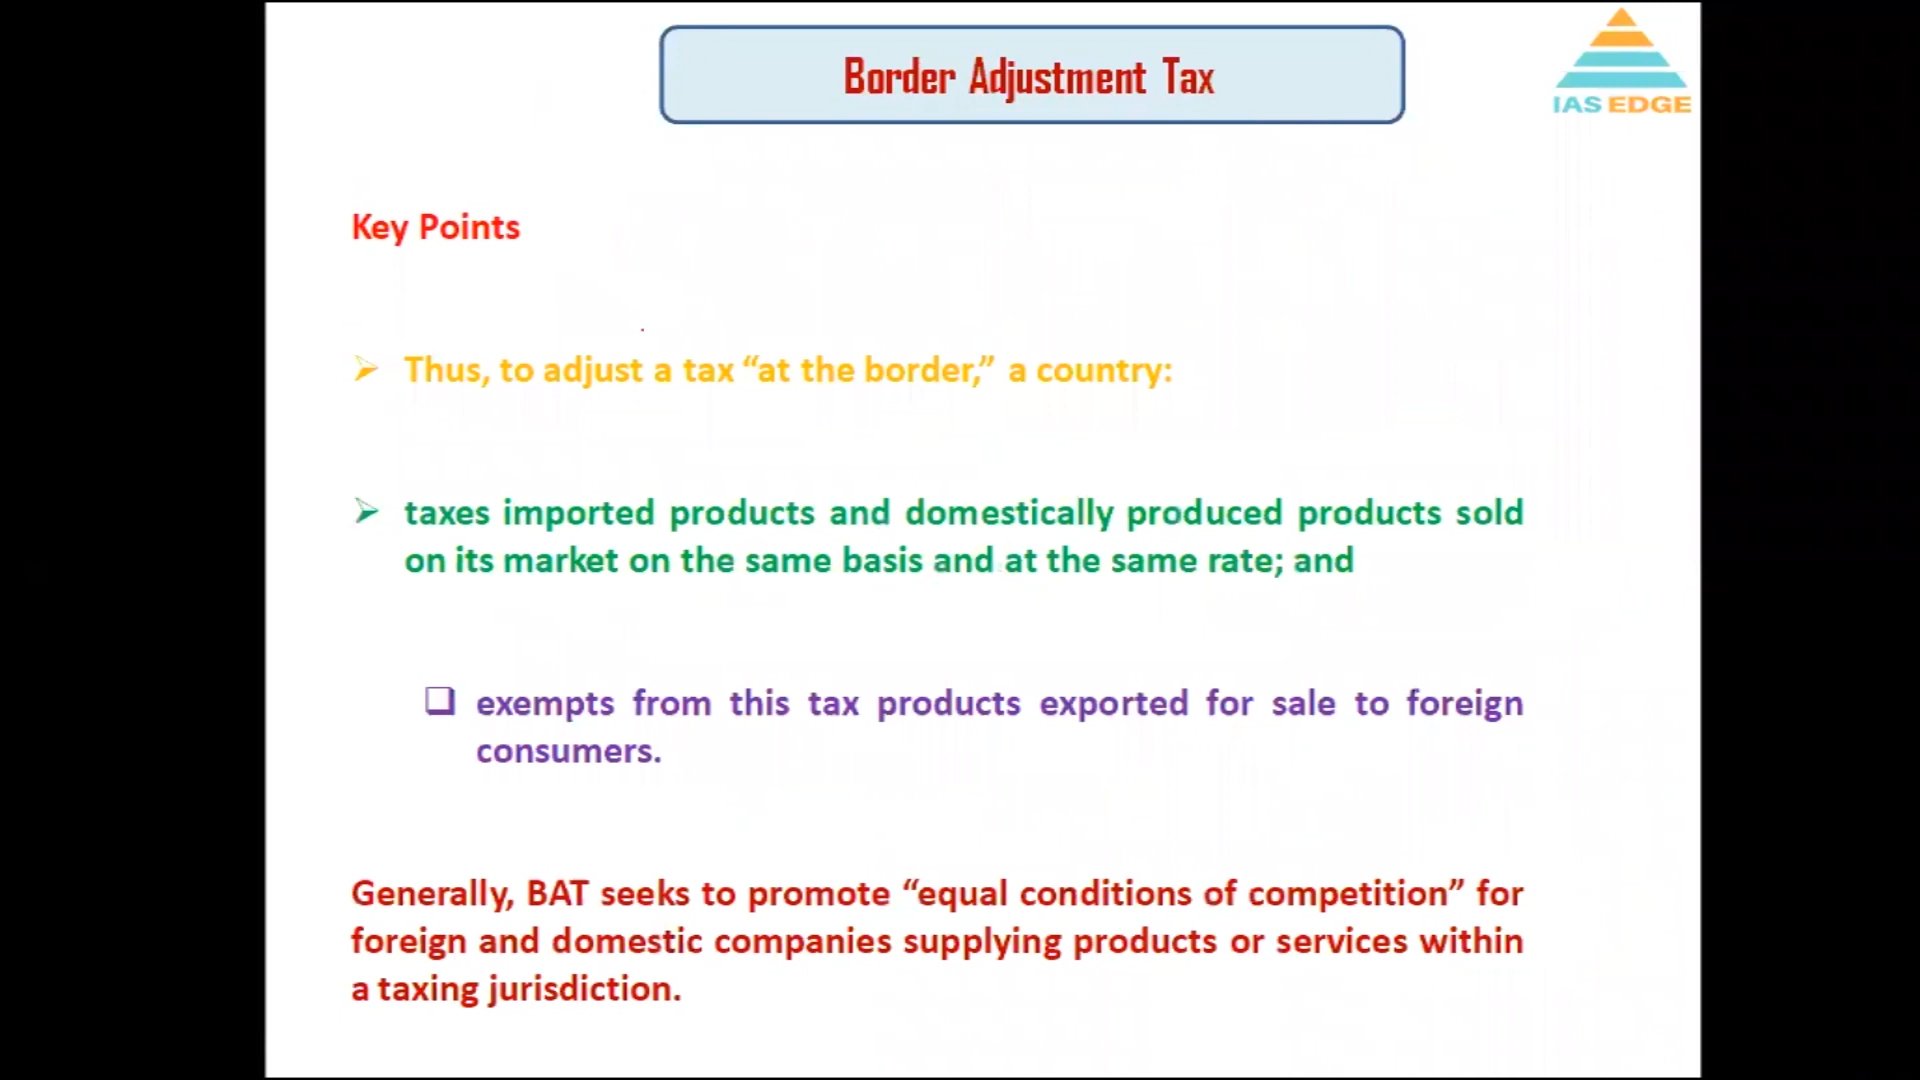 Border Adjustment Tax
IAS EDGE
Key Points
Thus, to adjust a tax “at the border,” a country:
taxes imported products and domestically produced products sold
on its market on the same basis and at the same rate; and
exempts from this tax products exported for sale to foreign
consumers.
Generally, BAT seeks to promote “equal conditions of competition” for
foreign and domestic companies supplying products or services within
a taxing jurisdiction.